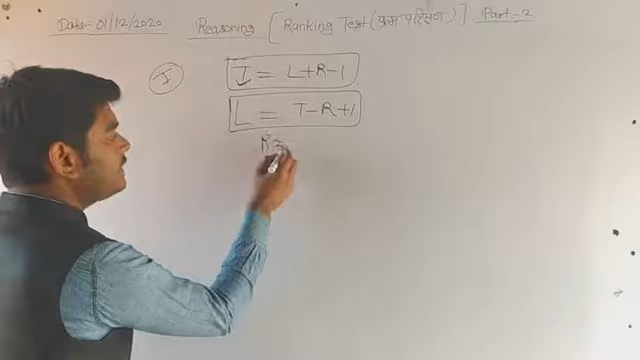 Date:- 01/12/2020 Reasoning [Ranking Test (क्रम परिक्षण)] Part-2
I T = L+R-1
L = T-R+1
R =